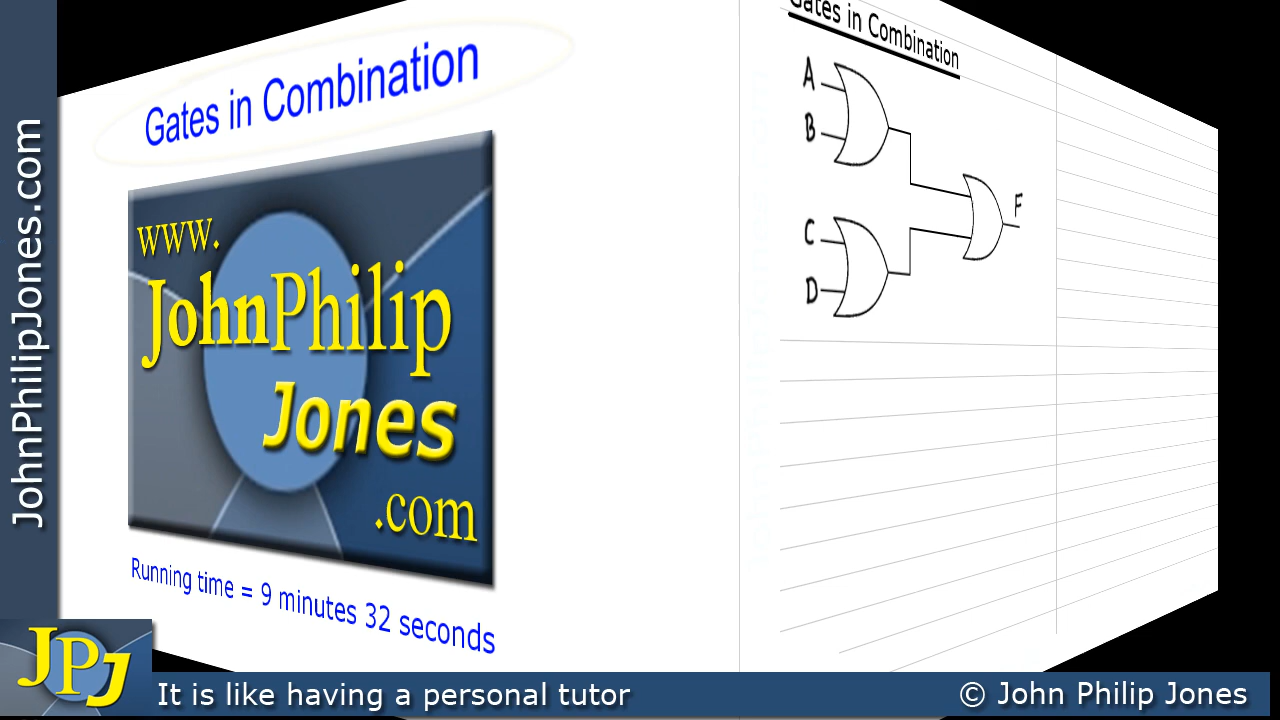 JohnPhilipJones.com
Gates in Combination
www.
JohnPhilip
Jones
.com
Running time = 9 minutes 32 seconds
Gates in Combination
A
B
C
D
F
JPJ
It is like having a personal tutor
© John Philip Jones